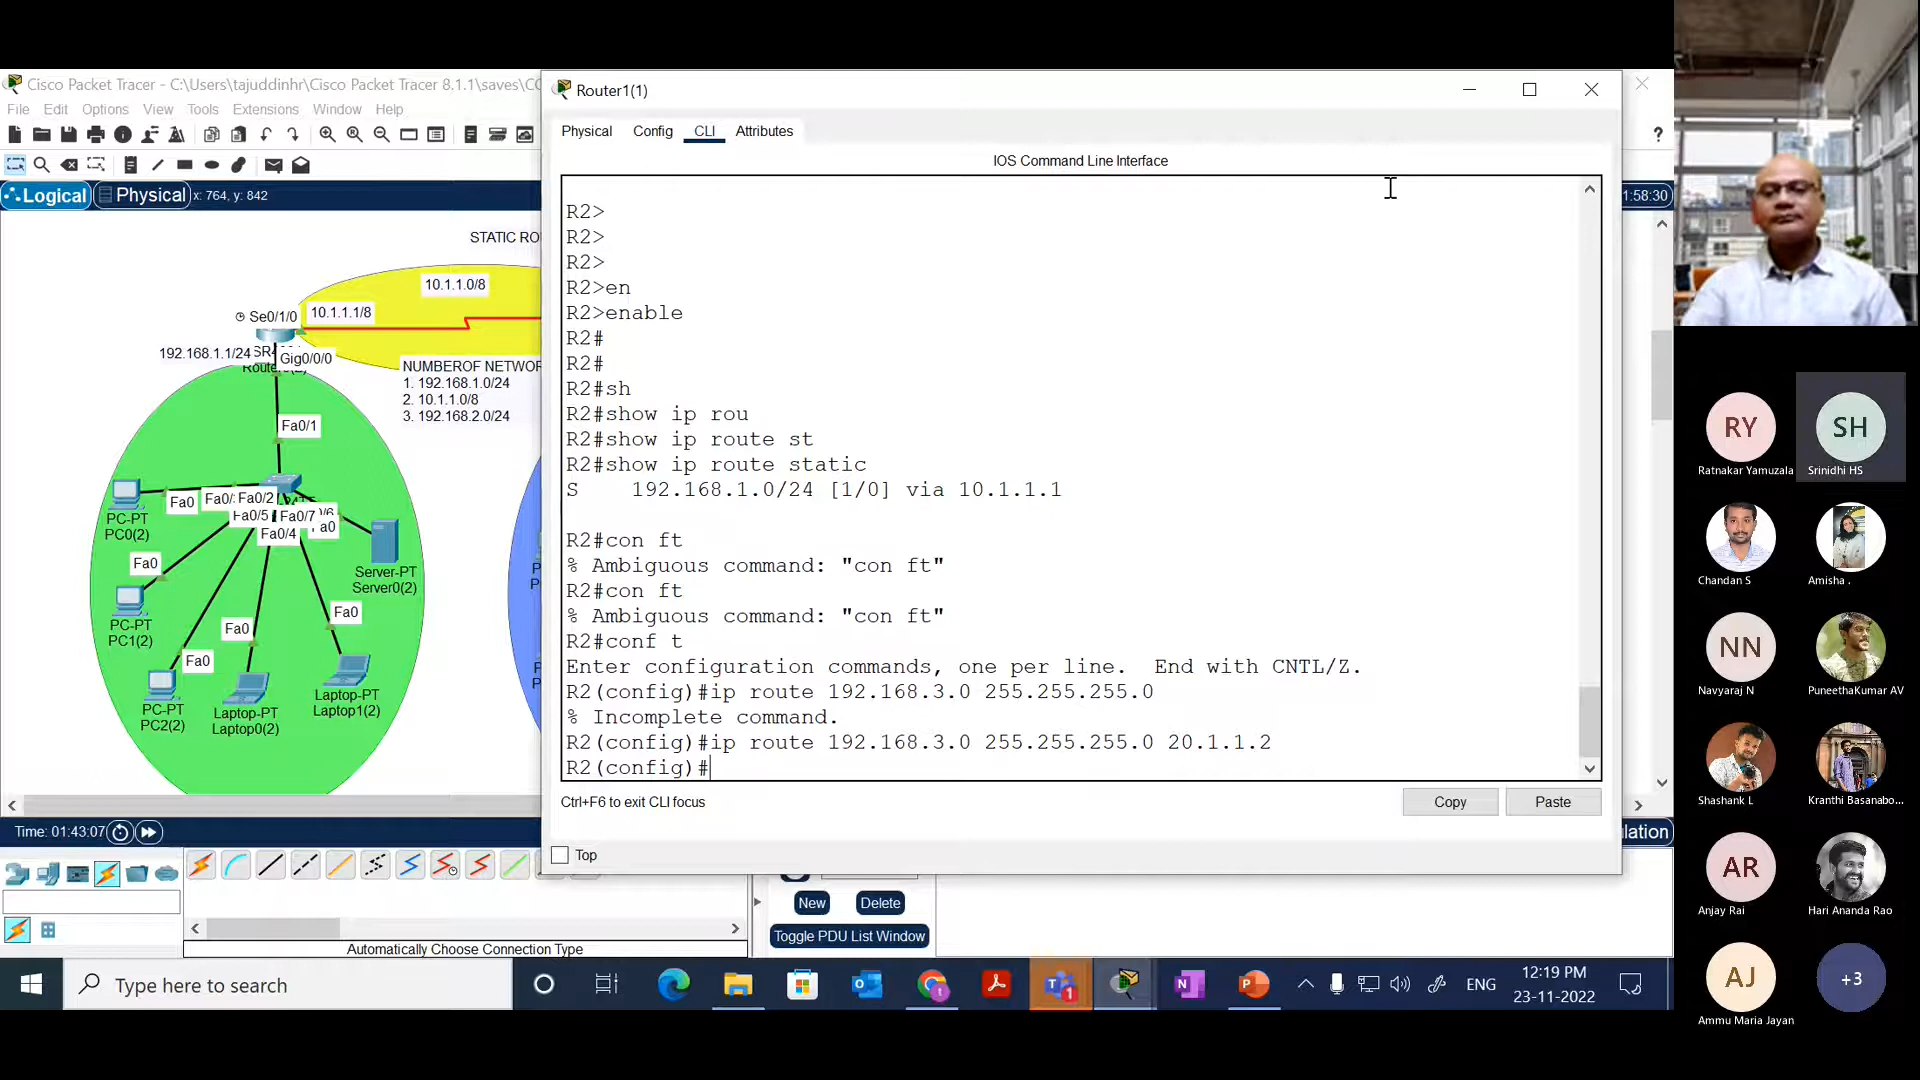 Cisco Packet Tracer - C:\Users\tajuddinhr\Cisco Packet Tracer 8.1.1\saves\CC
File Edit Options View Tools Extensions Window Help
?
Logical Physical x: 764, y: 842
1:58:30
STATIC RO
10.1.1.0/8
Se0/1/0 10.1.1.1/8
192.168.1.1/24
Gig0/0/0
NUMBEROF NETWOR
1. 192.168.1.0/24
2. 10.1.1.0/8
3. 192.168.2.0/24
Fa0/1
Fa0 Fa0/2
Fa0/5 Fa0/7
Fa0/4
PC-PT
PC0(2)
Fa0
Server-PT
Server0(2)
PC-PT
PC1(2)
Fa0
Fa0
Fa0
PC-PT
PC2(2)
Laptop-PT
Laptop0(2)
Laptop-PT
Laptop1(2)
Time: 01:43:07
Automatically Choose Connection Type
New Delete
Toggle PDU List Window
lation
Router1(1)
Physical Config CLI Attributes
IOS Command Line Interface
R2>
R2>
R2>
R2>en
R2>enable
R2#
R2#
R2#sh
R2#show ip rou
R2#show ip route st
R2#show ip route static
S 192.168.1.0/24 [1/0] via 10.1.1.1
R2#con ft
% Ambiguous command: "con ft"
R2#con ft
% Ambiguous command: "con ft"
R2#conf t
Enter configuration commands, one per line. End with CNTL/Z.
R2(config)#ip route 192.168.3.0 255.255.255.0
% Incomplete command.
R2(config)#ip route 192.168.3.0 255.255.255.0 20.1.1.2
R2(config)#
Ctrl+F6 to exit CLI focus
Copy Paste
Top
Type here to search
ENG
12:19 PM
23-11-2022
RY SH
Ratnakar Yamuzala Srinidhi HS
Chandan S Amisha .
NN
Navyaraj N PuneethaKumar AV
Shashank L Kranthi Basanabo...
AR
Anjay Rai Hari Ananda Rao
AJ +3
Ammu Maria Jayan